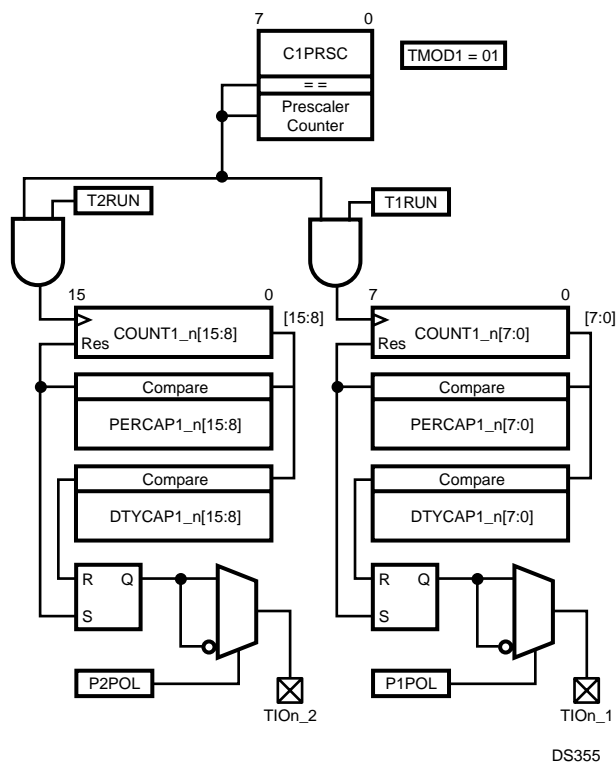 7 0
C1PRSC
TMOD1 = 01
= =
Prescaler
Counter
T2RUN
T1RUN
15 0
[15:8]
7 0
[7:0]
COUNT1_n[15:8]
Res
COUNT1_n[7:0]
Res
Compare
PERCAP1_n[15:8]
Compare
PERCAP1_n[7:0]
Compare
DTYCAP1_n[15:8]
Compare
DTYCAP1_n[7:0]
R Q
S
R Q
S
P2POL
P1POL
TIOn_2
TIOn_1
DS355